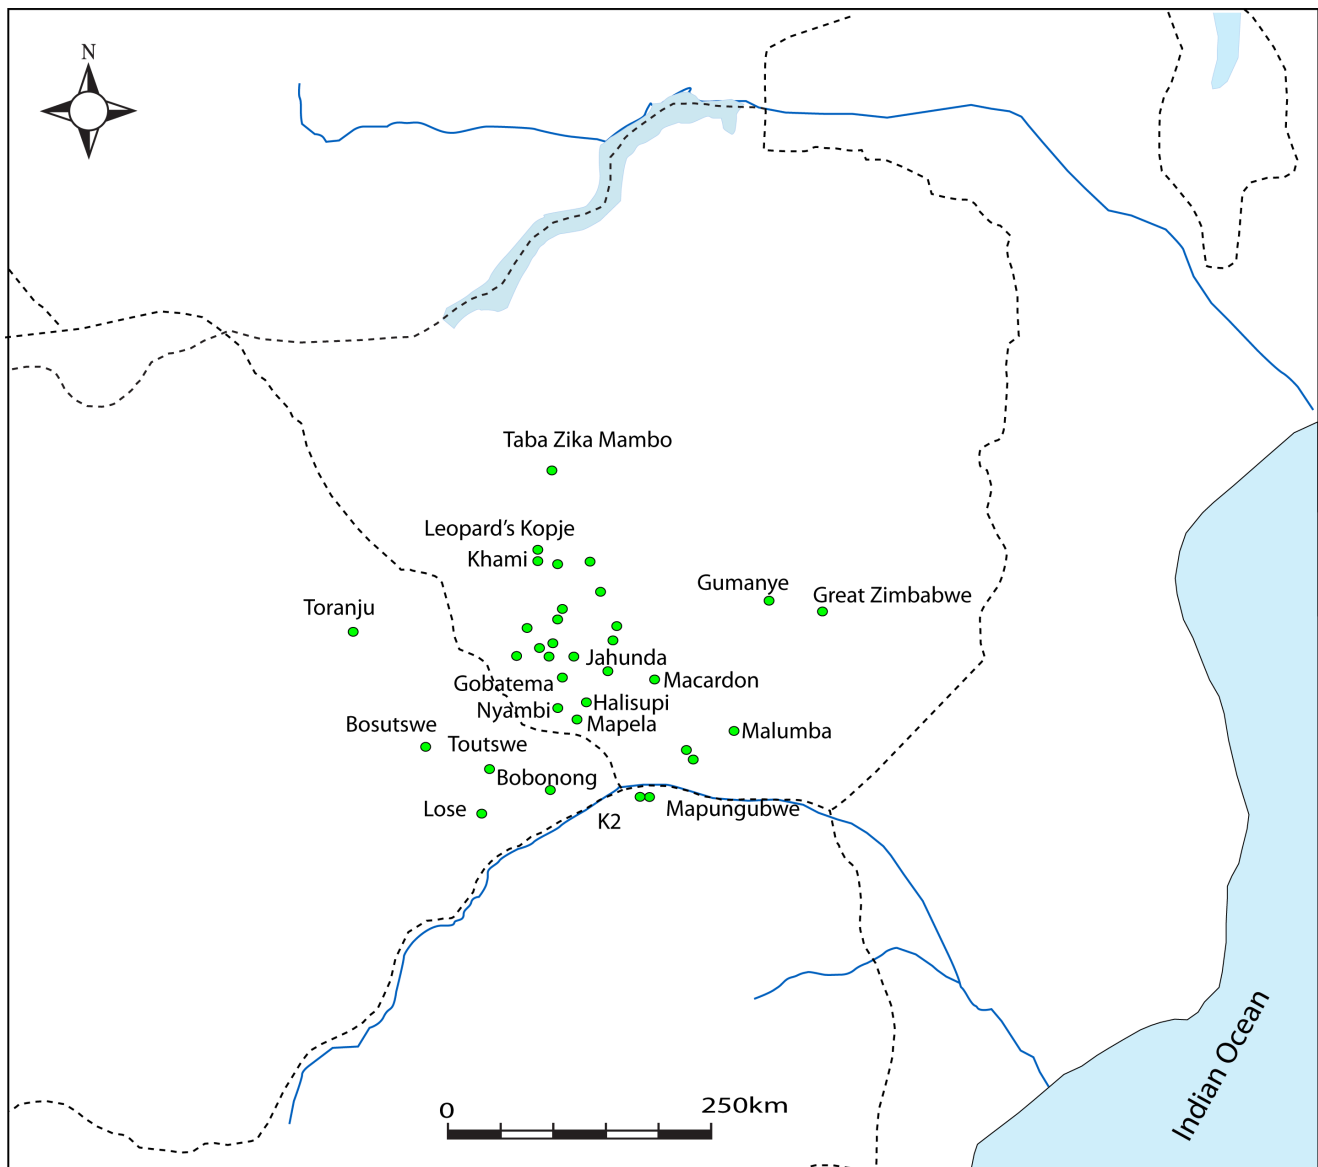 N
Taba Zika Mambo
Leopard's Kopje
Khami
Gumanye
Great Zimbabwe
Toranju
Jahunda
Gobatema
Macardon
Halisupi
Nyambi
Mapela
Bosutswe
Malumba
Toutswe
Bobonong
Lose
Mapungubwe
K2
Indian Ocean
0
250km